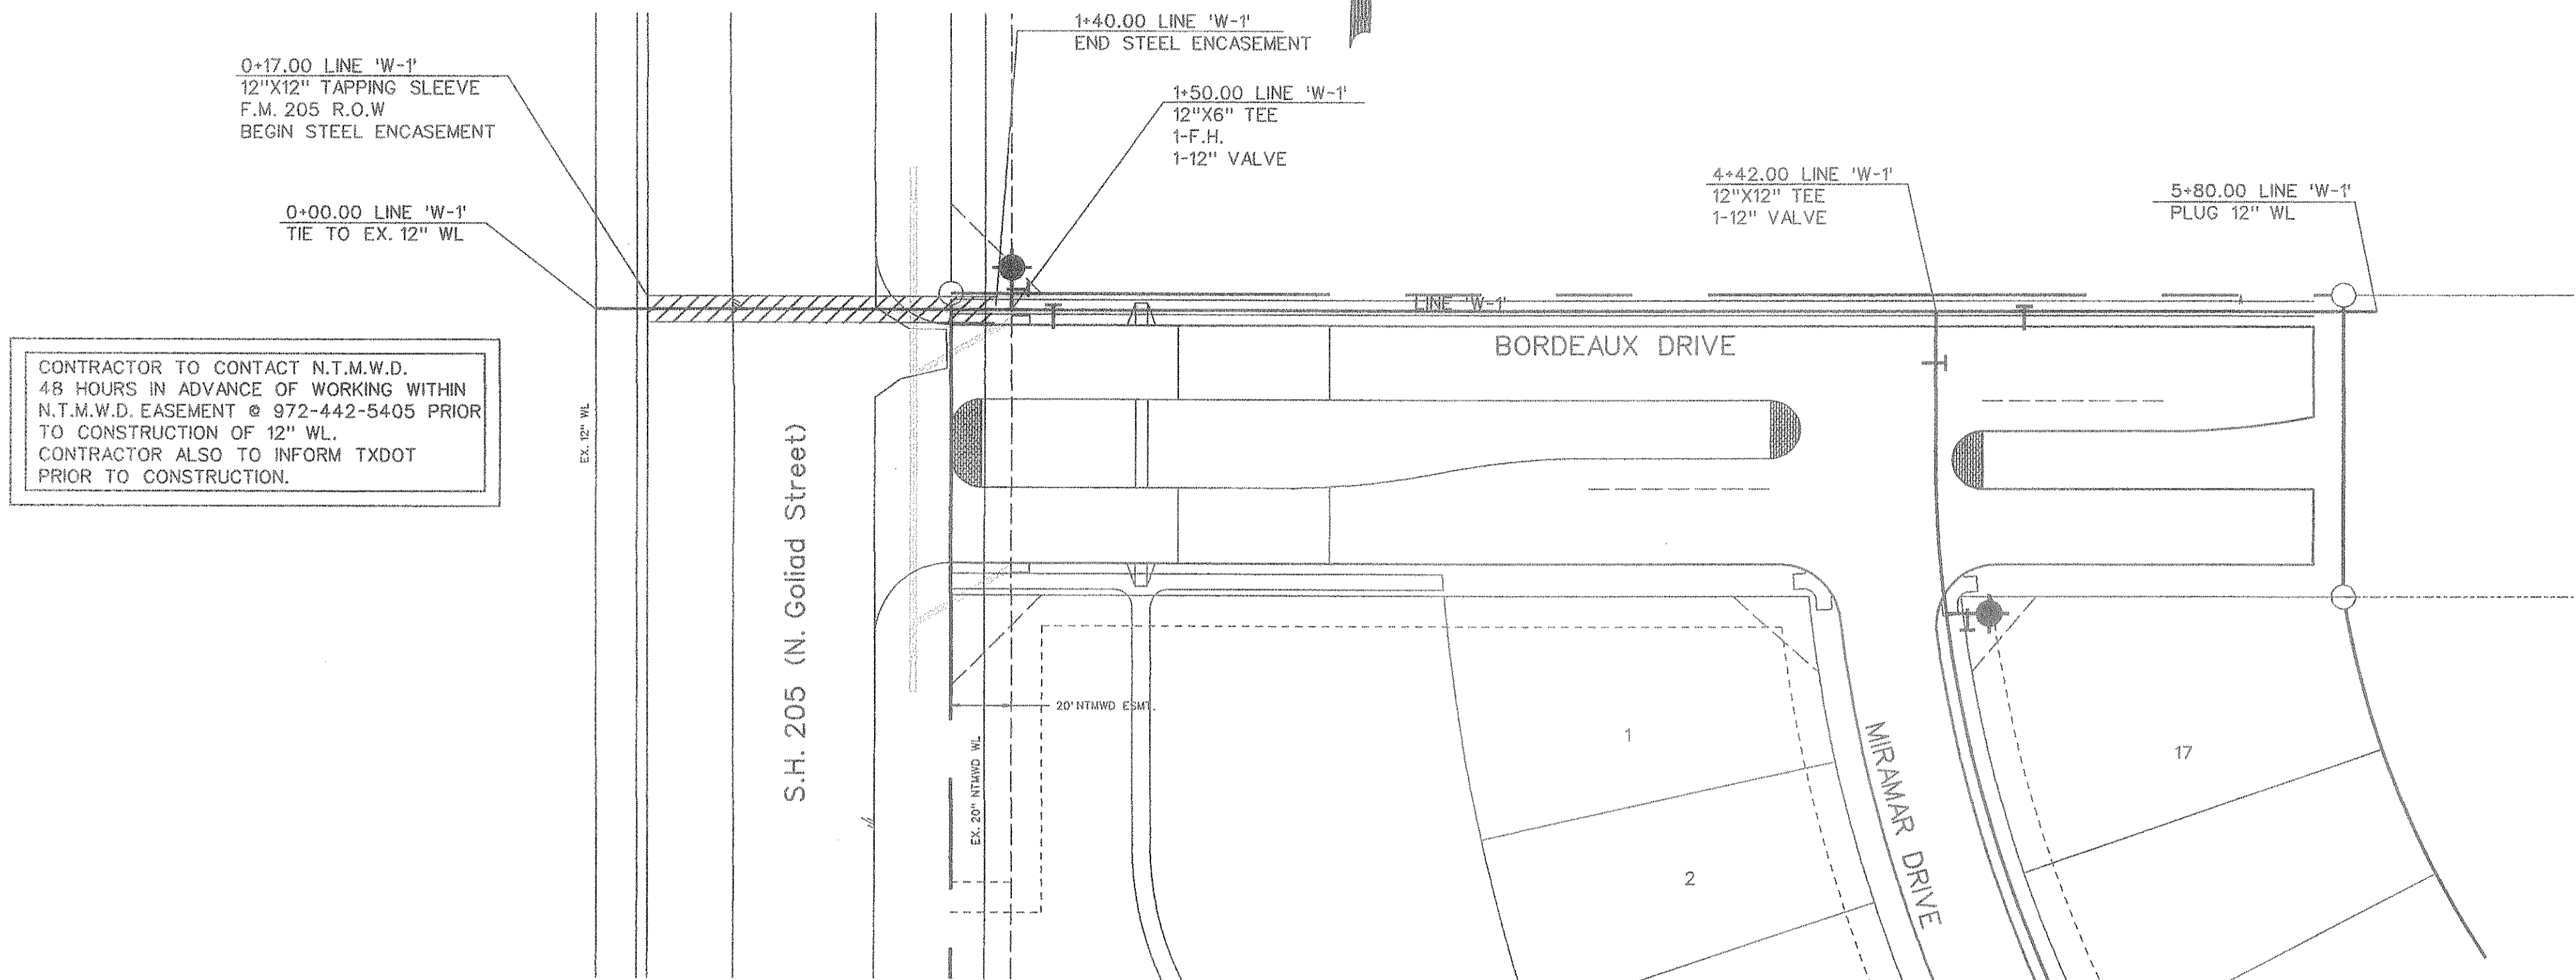 1+40.00 LINE 'W-1'
END STEEL ENCASEMENT
0+17.00 LINE 'W-1'
12"X12" TAPPING SLEEVE
F.M. 205 R.O.W
BEGIN STEEL ENCASEMENT
1+50.00 LINE 'W-1'
12"X6" TEE
1-F.H.
1-12" VALVE
4+42.00 LINE 'W-1'
12"X12" TEE
1-12" VALVE
5+80.00 LINE 'W-1'
PLUG 12" WL
0+00.00 LINE 'W-1'
TIE TO EX. 12" WL
LINE 'W-1'
BORDEAUX DRIVE
CONTRACTOR TO CONTACT N.T.M.W.D.
48 HOURS IN ADVANCE OF WORKING WITHIN
N.T.M.W.D. EASEMENT @ 972-442-5405 PRIOR
TO CONSTRUCTION OF 12" WL.
CONTRACTOR ALSO TO INFORM TXDOT
PRIOR TO CONSTRUCTION.
EX. 12" WL
S.H. 205 (N. Goliad Street)
20' NTMWD ESMT.
EX. 20" NTMWD WL
1
2
MIRAMAR DRIVE
17